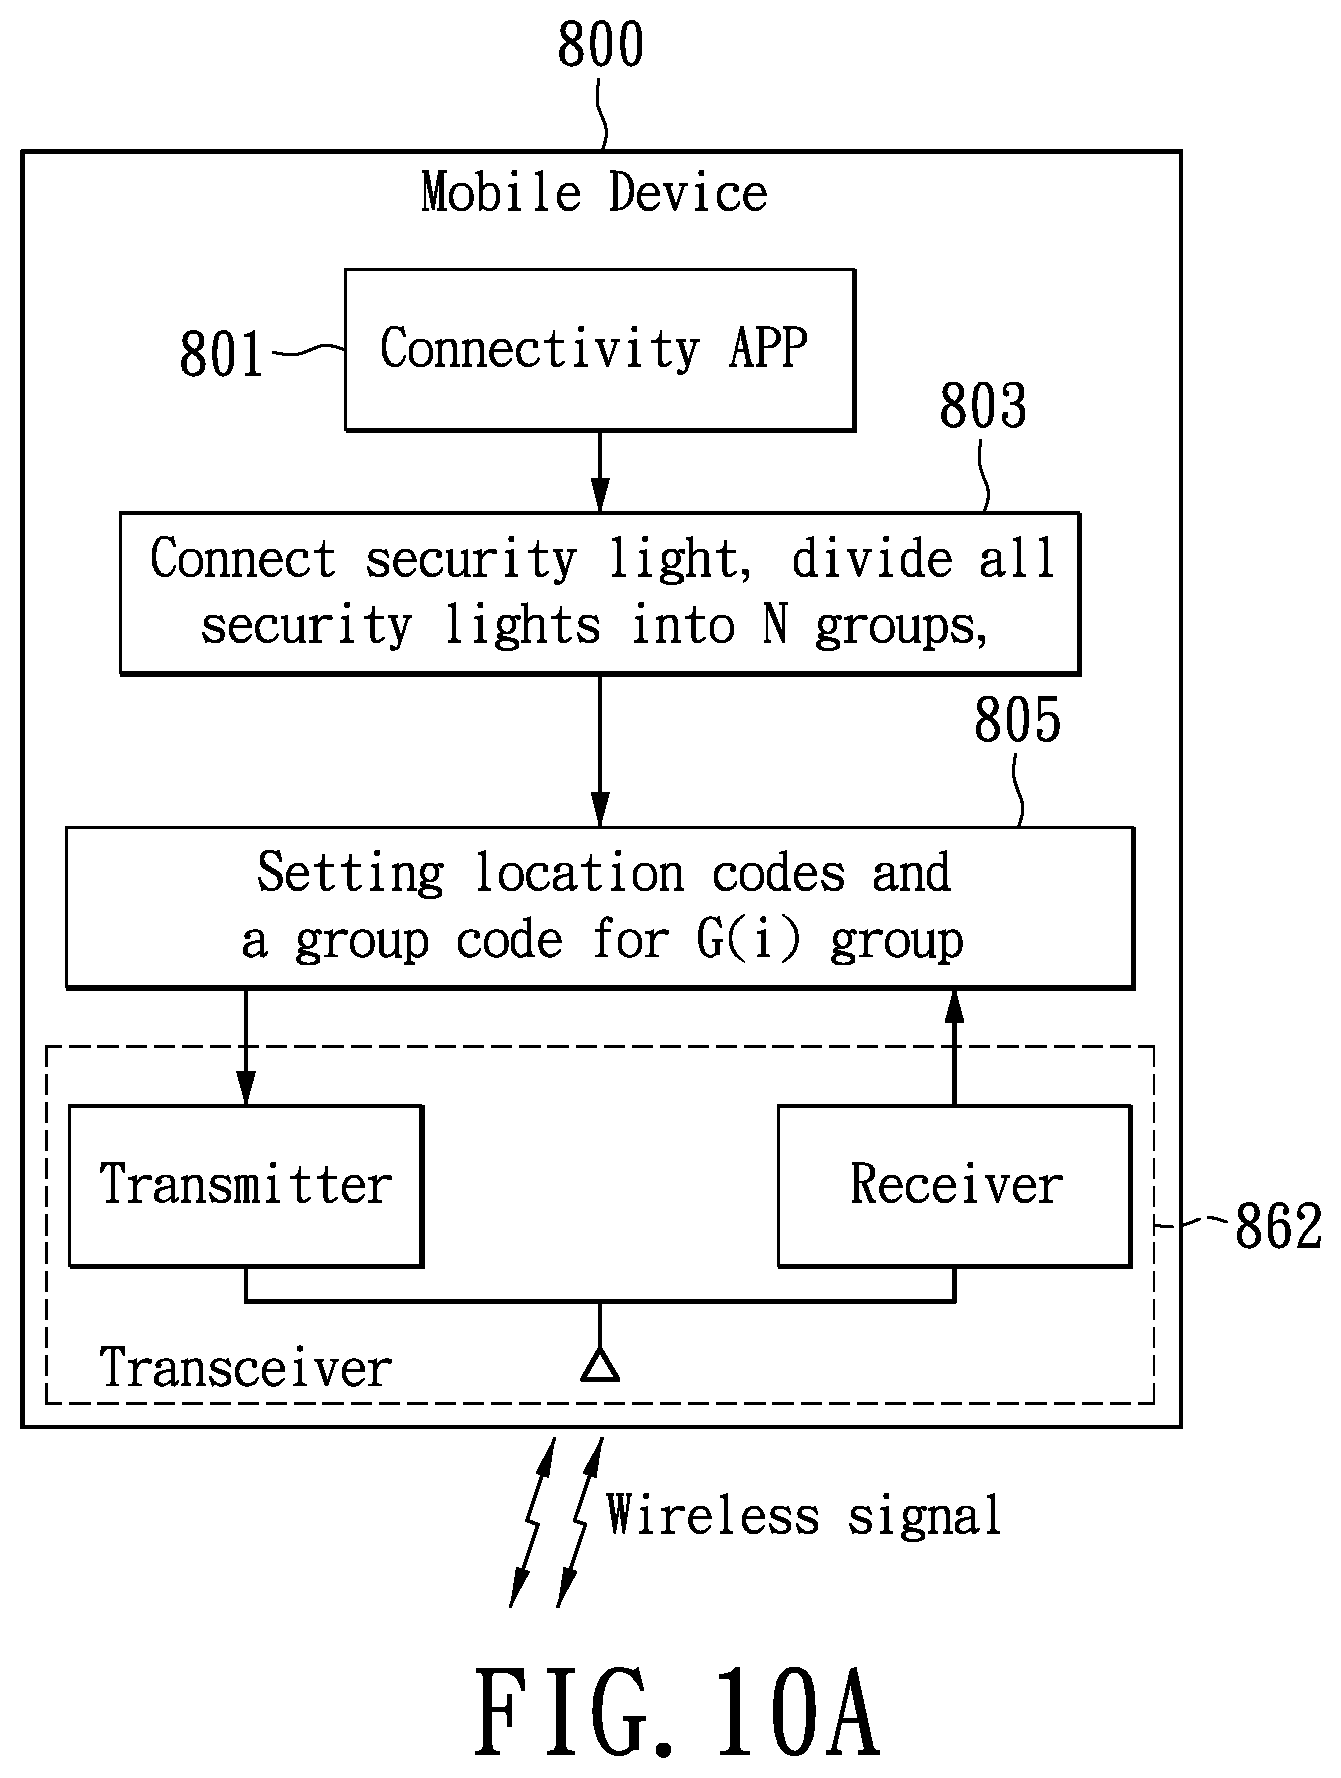 800
Mobile Device
801
Connectivity APP
803
Connect security light, divide all
security lights into N groups,
805
Setting location codes and
a group code for G(i) group
Transmitter
Receiver
862
Transceiver
Wireless signal
FIG. 10A